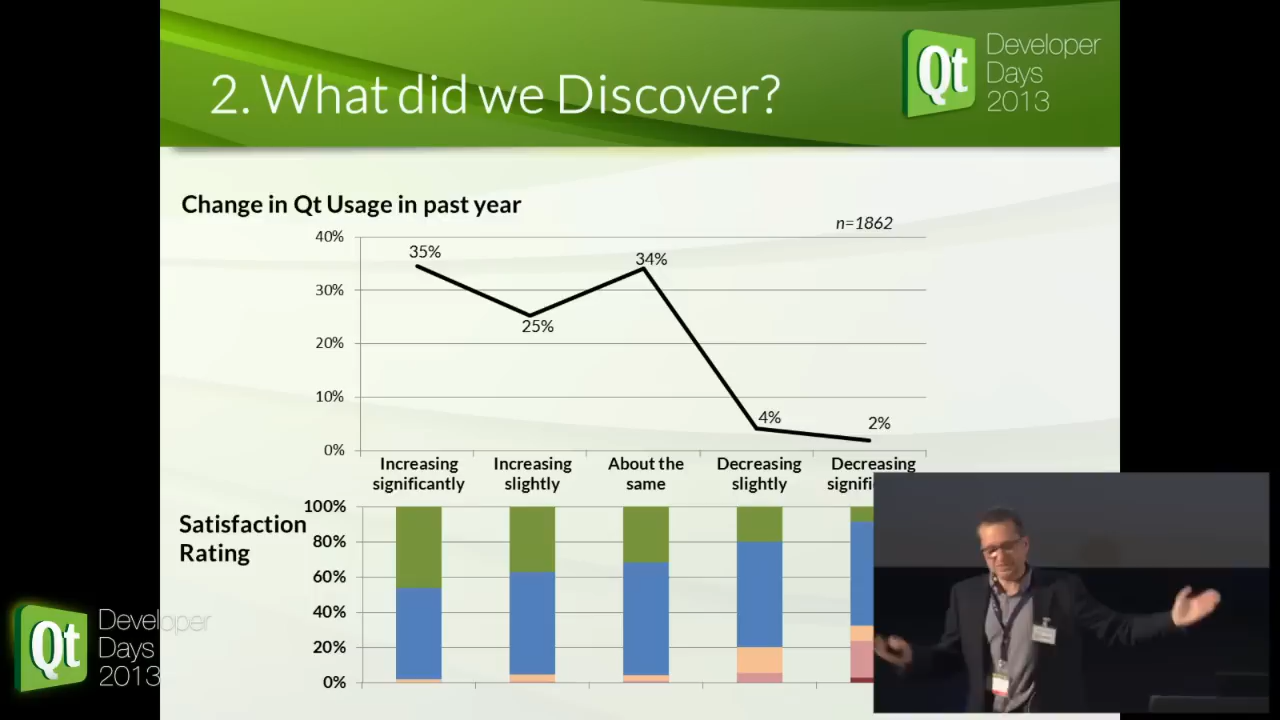 2. What did we Discover?
Qt
Developer
Days
2013
Change in Qt Usage in past year
n=1862
40%
30%
20%
10%
0%
35%
25%
34%
4%
2%
Increasing
significantly
Increasing
slightly
About the
same
Decreasing
slightly
Decreasing
Satisfaction
Rating
100%
80%
60%
40%
20%
0%
Qt
Developer
Days
2013